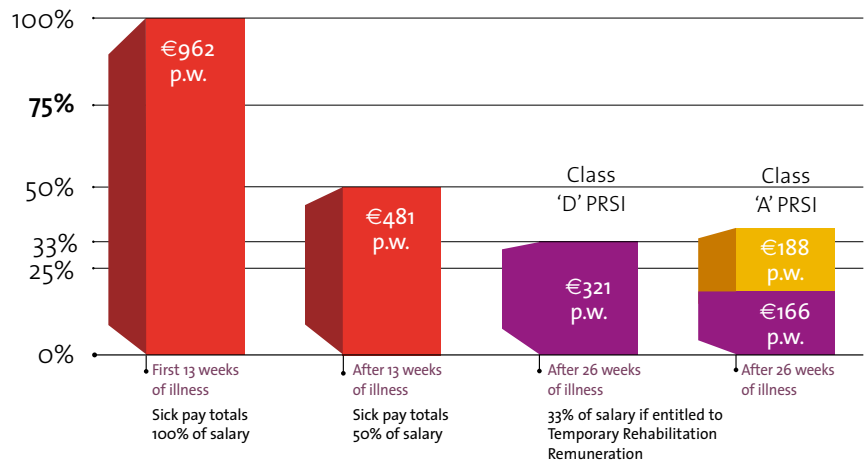 100%
75%
50%
33%
25%
0%
€962
p.w.
€481
p.w.
Class
‘D’ PRSI
€321
p.w.
Class
‘A’ PRSI
€188
p.w.
€166
p.w.
First 13 weeks
of illness
Sick pay totals
100% of salary
After 13 weeks
of illness
Sick pay totals
50% of salary
After 26 weeks
of illness
33% of salary if entitled to
Temporary Rehabilitation
Remuneration
After 26 weeks
of illness